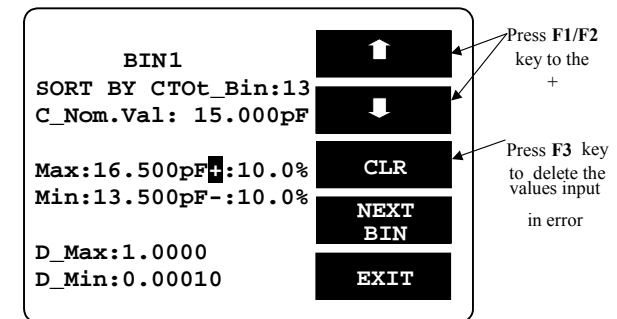 BIN1
SORT BY CTOt_Bin:13
C_Nom.Val: 15.000pF
Max:16.500pF+:10.0%
Min:13.500pF-:10.0%
D_Max:1.0000
D_Min:0.00010
CLR
NEXT
BIN
EXIT
Press F1/F2
key to the
+
Press F3 key
to delete the
values input
in error